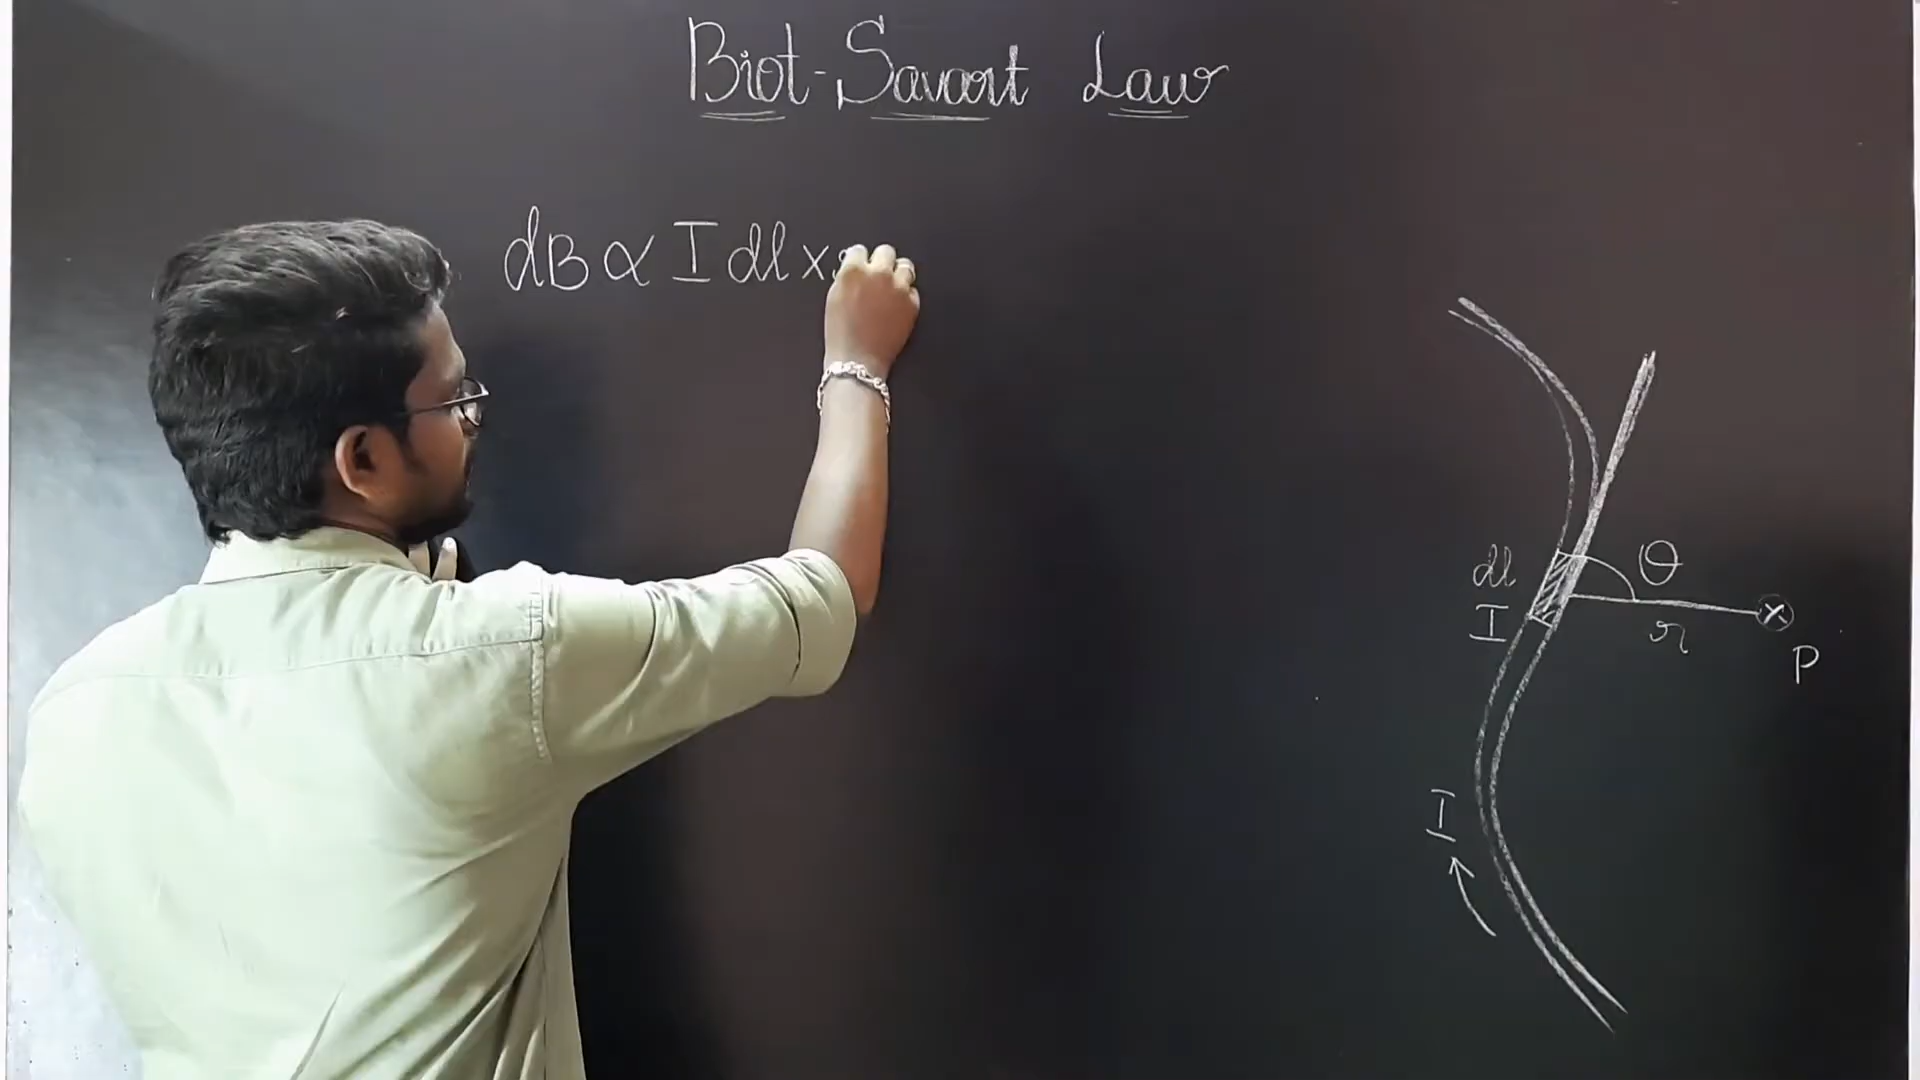 Biot-Savart Law
dB ∝ I dl ×
dl
θ
I
r
P
I